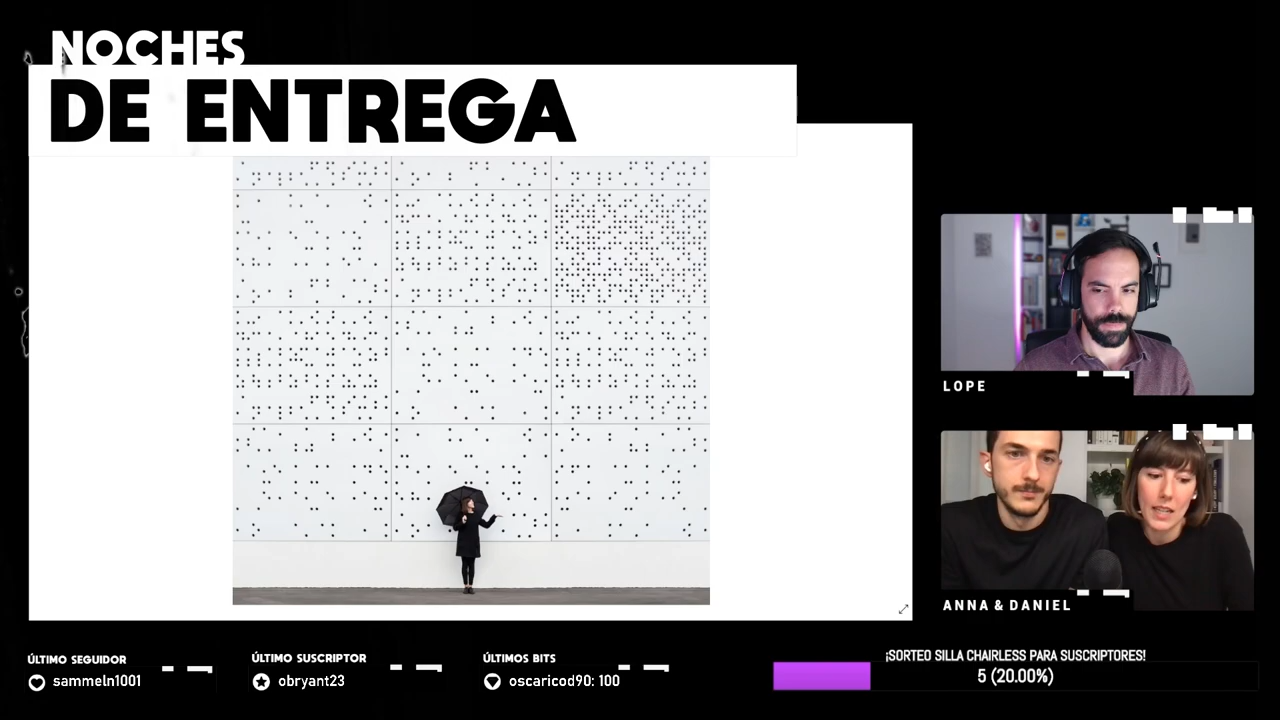 NOCHES
DE ENTREGA
LOPE
ANNA & DANIEL
ÚLTIMO SEGUIDOR
sammeln1001
ÚLTIMO SUSCRIPTOR
obryant23
ÚLTIMOS BITS
oscaricod90: 100
¡SORTEO SILLA CHAIRLESS PARA SUSCRIPTORES!
5 (20.00%)